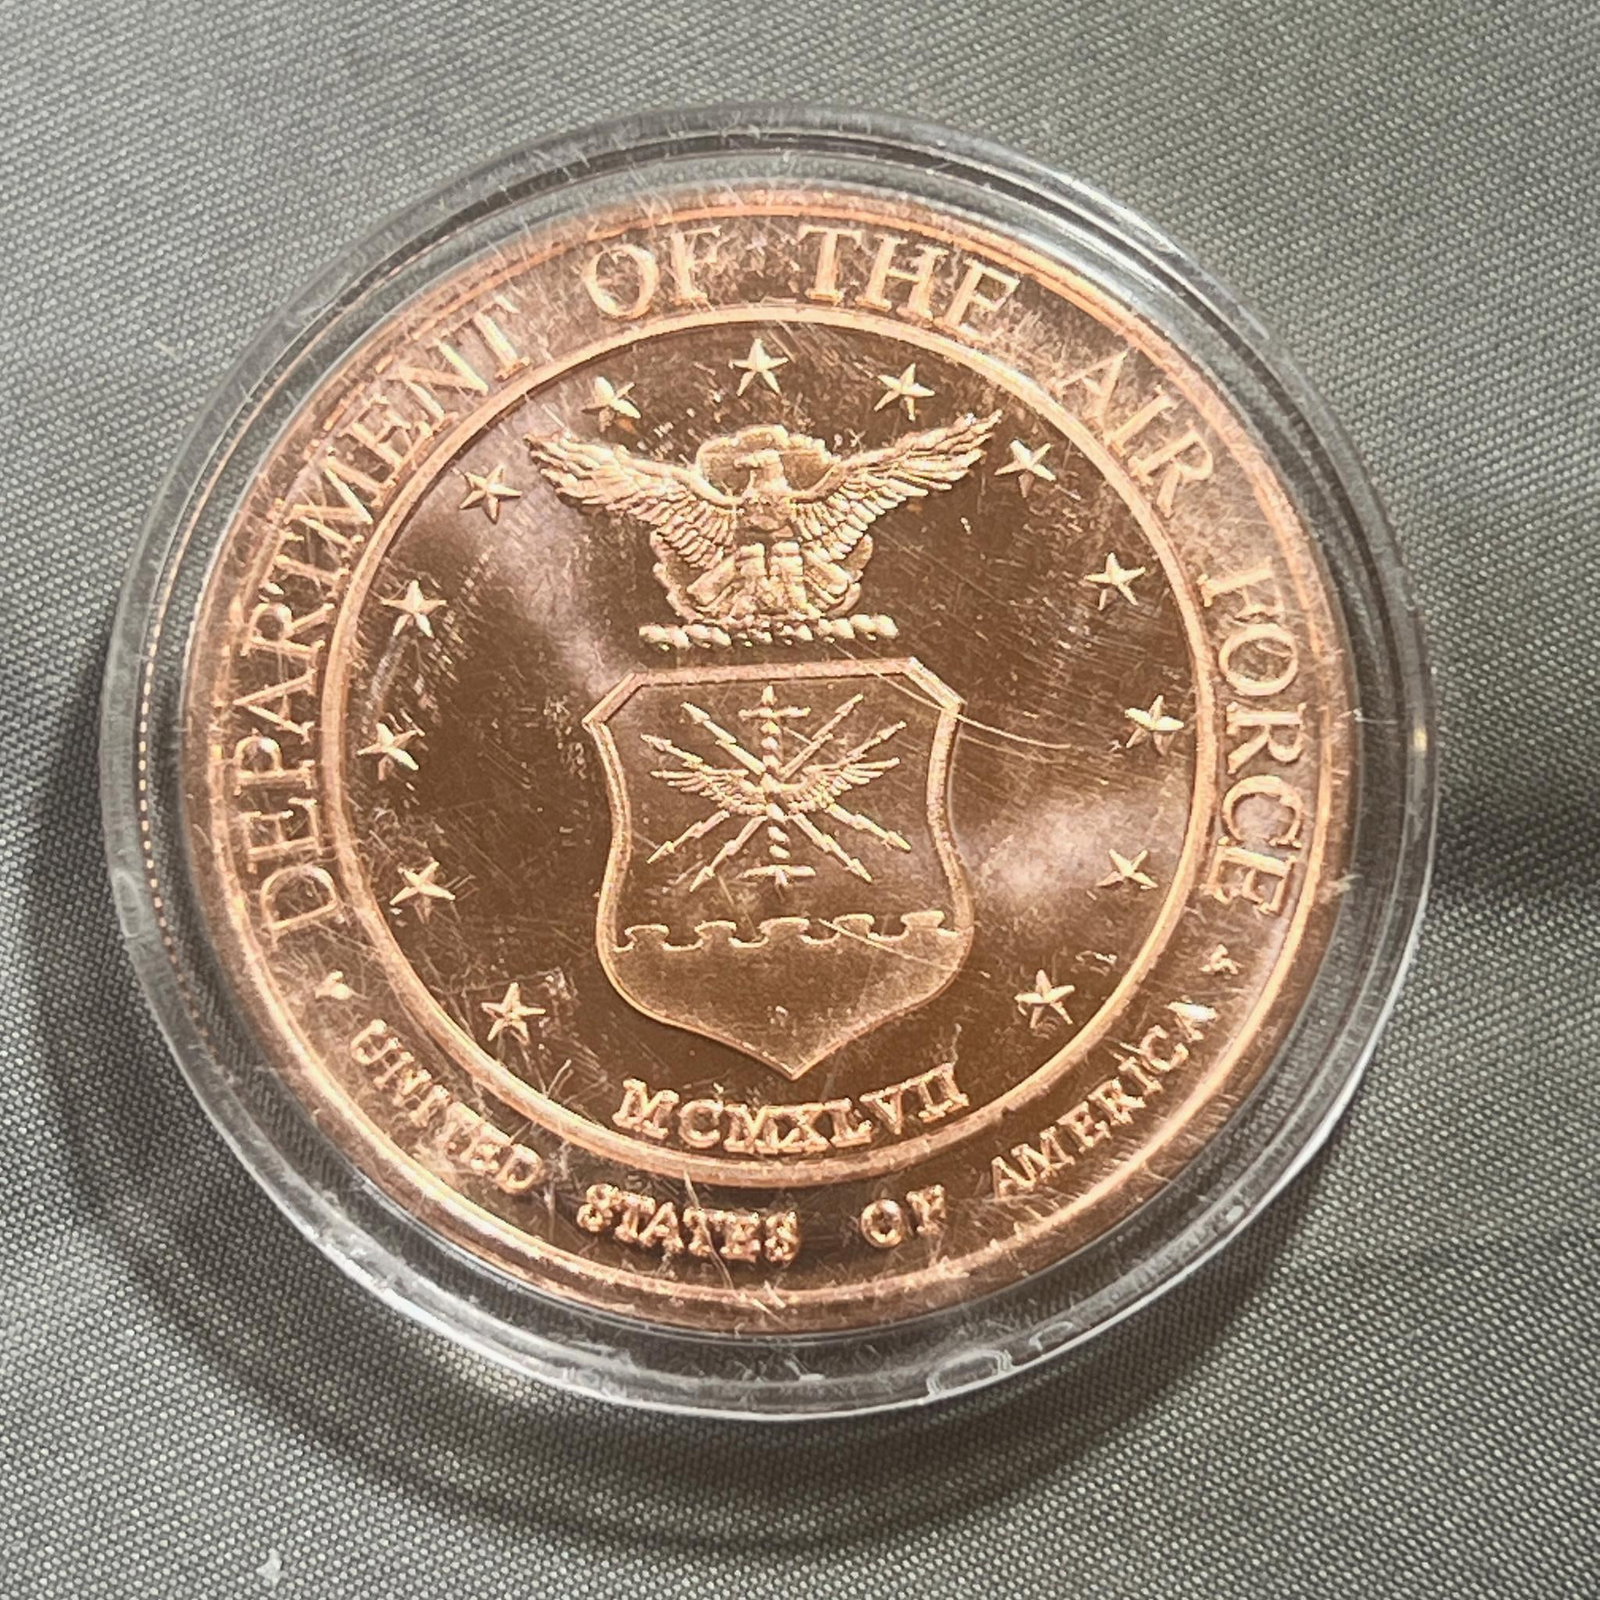 DEPARTMENT OF THE AIR FORCE
MCMXLVII
UNITED STATES OF AMERICA